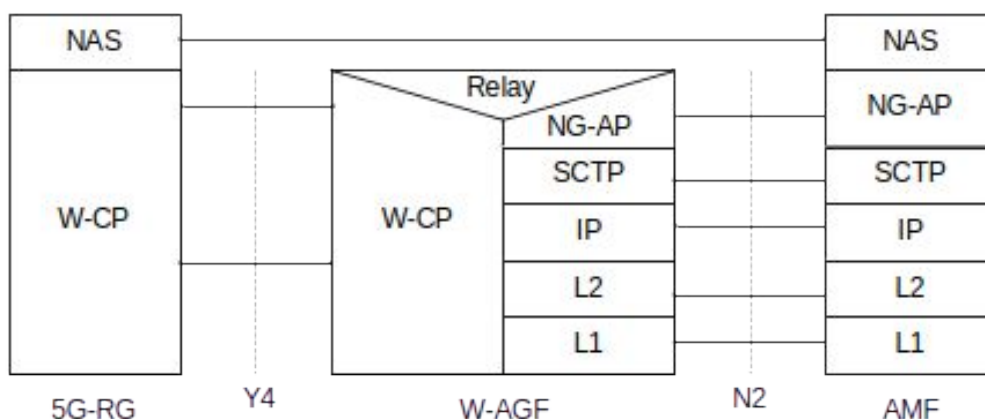 NAS
NAS
Relay
NG-AP
NG-AP
SCTP
SCTP
W-CP
W-CP
IP
IP
L2
L2
L1
L1
5G-RG
Y4
W-AGF
N2
AMF